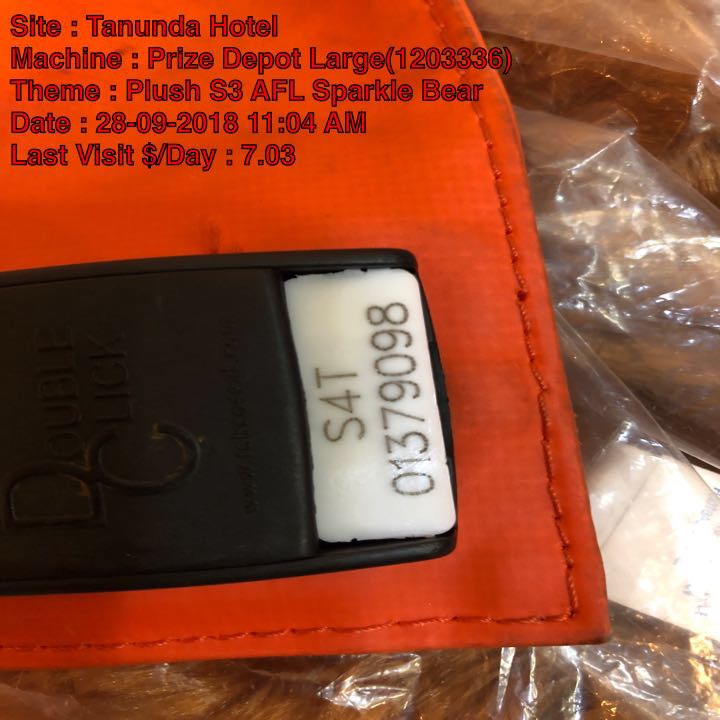 Site : Tanunda Hotel
Machine : Prize Depot Large(1203336)
Theme : Plush S3 AFL Sparkle Bear
Date : 28-09-2018 11:04 AM
Last Visit $/Day : 7.03
DOUBLE
CLICK
DC
S4T
01379098